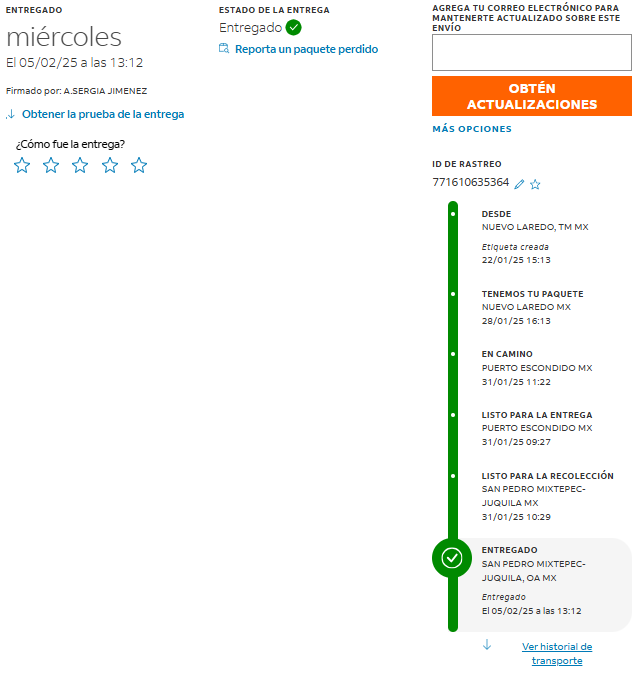 ENTREGADO
miércoles
El 05/02/25 a las 13:12
Firmado por: A.SERGIA JIMENEZ
Obtener la prueba de la entrega
¿Cómo fue la entrega?
ESTADO DE LA ENTREGA
Entregado
Reporta un paquete perdido
AGREGA TU CORREO ELECTRÓNICO PARA
MANTENERTE ACTUALIZADO SOBRE ESTE
ENVÍO
OBTÉN
ACTUALIZACIONES
MÁS OPCIONES
ID DE RASTREO
771610635364
DESDE
NUEVO LAREDO, TM MX
Etiqueta creada
22/01/25 15:13
TENEMOS TU PAQUETE
NUEVO LAREDO MX
28/01/25 16:13
EN CAMINO
PUERTO ESCONDIDO MX
31/01/25 11:22
LISTO PARA LA ENTREGA
PUERTO ESCONDIDO MX
31/01/25 09:27
LISTO PARA LA RECOLECCIÓN
SAN PEDRO MIXTEPEC-
JUQUILA MX
31/01/25 10:29
ENTREGADO
SAN PEDRO MIXTEPEC-
JUQUILA, OA MX
Entregado
El 05/02/25 a las 13:12
Ver historial de
transporte